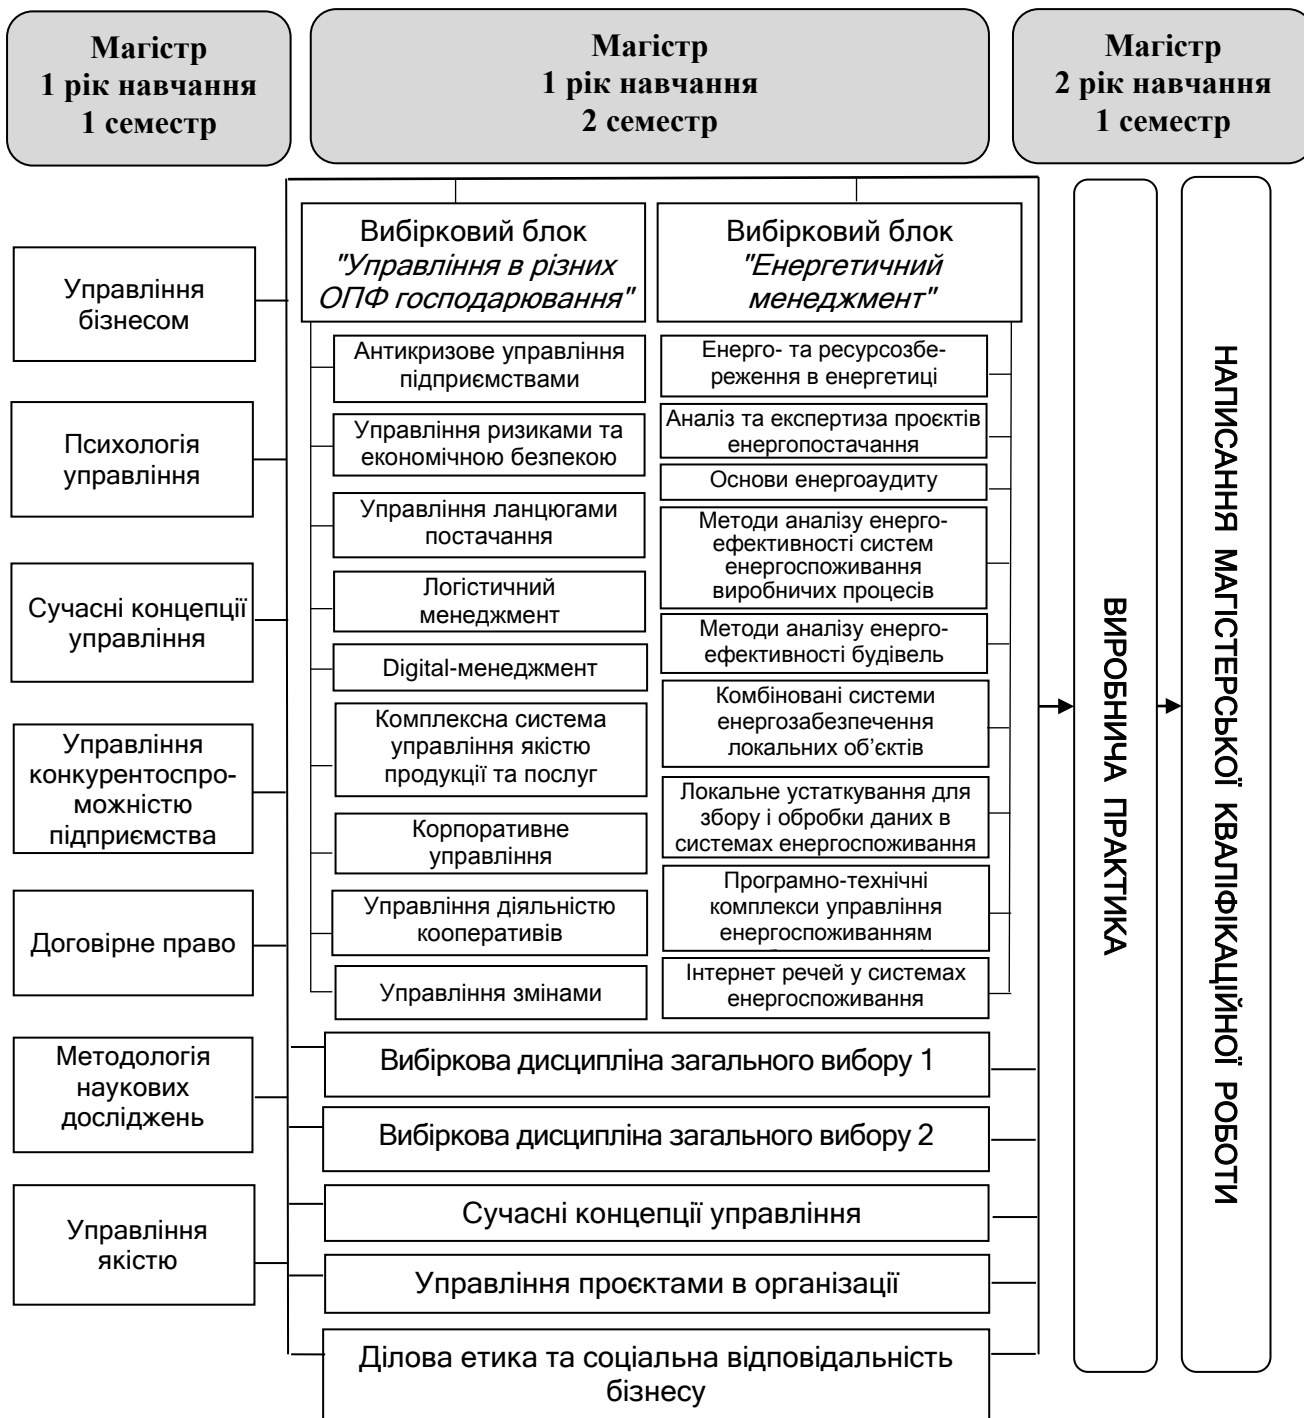 Магістр
1 рік навчання
1 семестр
Магістр
1 рік навчання
2 семестр
Магістр
2 рік навчання
1 семестр
Управління
бізнесом
Психологія
управління
Сучасні концепції
управління
Управління
конкурентоспро-
можністю
підприємства
Договірне право
Методологія
наукових
досліджень
Управління
якістю
Вибірковий блок
"Управління в різних
ОПФ господарювання"
Антикризове управління
підприємствами
Управління ризиками та
економічною безпекою
Управління ланцюгами
постачання
Логістичний
менеджмент
Digital-менеджмент
Комплексна система
управління якістю
продукції та послуг
Корпоративне
управління
Управління діяльністю
кооперативів
Управління змінами
Вибірковий блок
"Енергетичний
менеджмент"
Енерго- та ресурсозбе-
реження в енергетиці
Аналіз та експертиза проєктів
енергопостачання
Основи енергоаудиту
Методи аналізу енерго-
ефективності систем
енергоспоживання
виробничих процесів
Методи аналізу енерго-
ефективності будівель
Комбіновані системи
енергозабезпечення
локальних об’єктів
Локальне устаткування для
збору і обробки даних в
системах енергоспоживання
Програмно-технічні
комплекси управління
енергоспоживанням
Інтернет речей у системах
енергоспоживання
Вибіркова дисципліна загального вибору 1
Вибіркова дисципліна загального вибору 2
Сучасні концепції управління
Управління проєктами в організації
Ділова етика та соціальна відповідальність
бізнесу
ВИРОБНИЧА ПРАКТИКА
НАПИСАННЯ МАГІСТЕРСЬКОЇ КВАЛІФІКАЦІЙНОЇ РОБОТИ